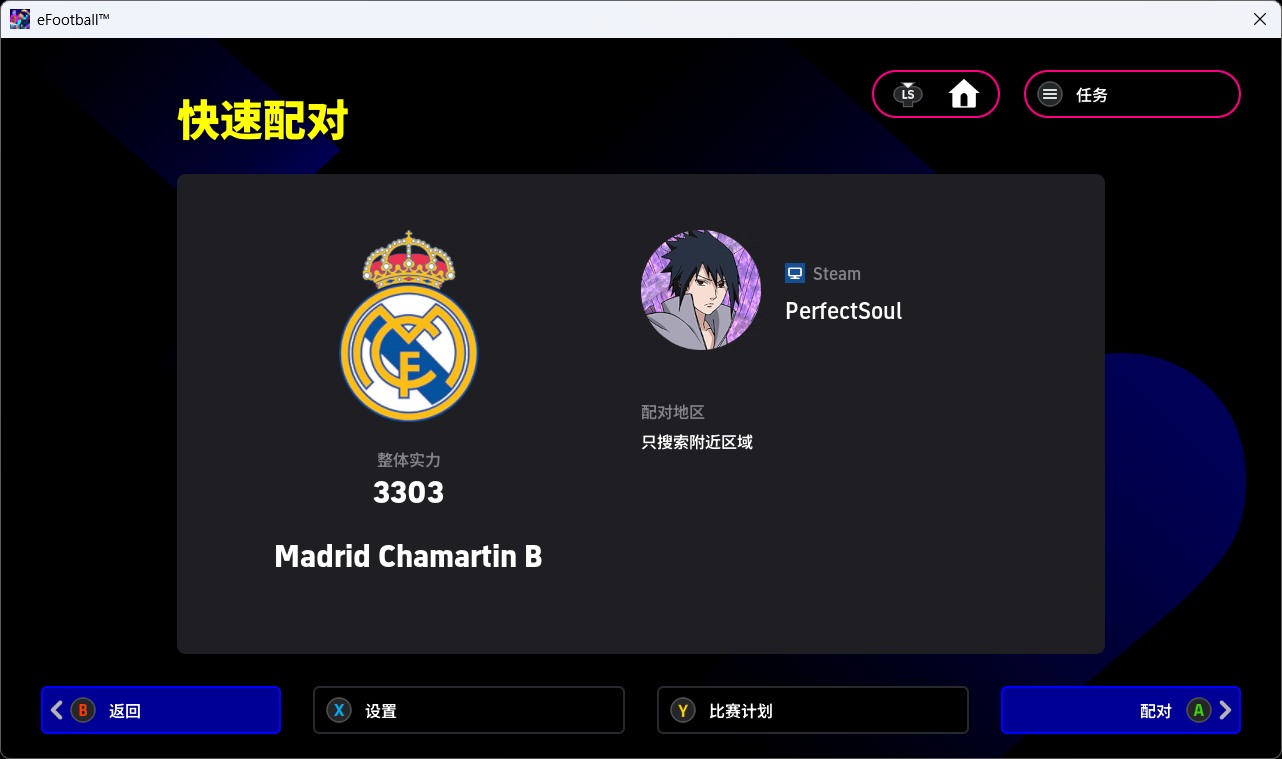 eFootball™
快速配对
LS
任务
Steam
PerfectSoul
配对地区
只搜索附近区域
整体实力
3303
Madrid Chamartin B
B 返回
X 设置
Y 比赛计划
配对 A